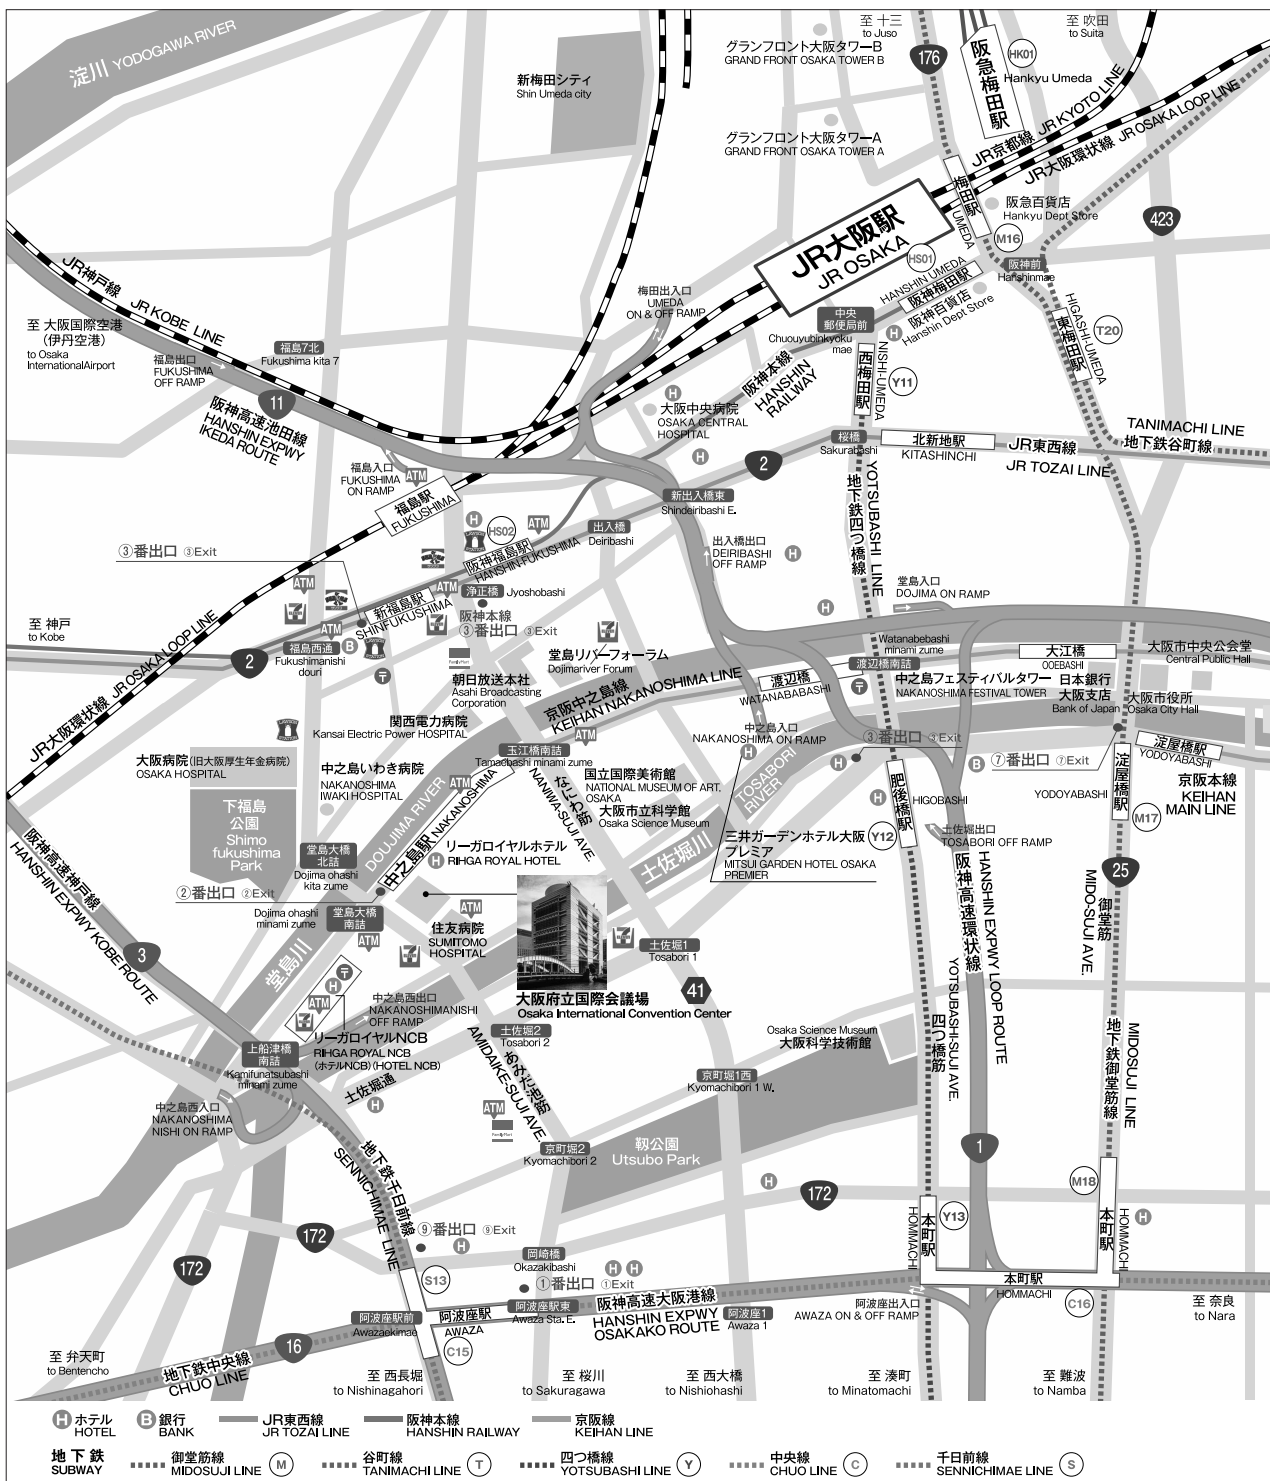 至 十三
to Juso
至 吹田
to Suita
淀川 YODOGAWA RIVER
グランフロント大阪タワーB
GRAND FRONT OSAKA TOWER B
176
HK01
阪急梅田駅
Hankyu Umeda
新梅田シティ
Shin Umeda city
グランフロント大阪タワーA
GRAND FRONT OSAKA TOWER A
JR京都線 JR KYOTO LINE
JR大阪環状線 JR OSAKA LOOP LINE
梅田駅
UMEDA
阪急百貨店
Hankyu Dept Store
M16
423
JR大阪駅
JR OSAKA
HS01
HANSHIN UMEDA
阪神梅田駅
阪神前
Hanshinmae
阪神百貨店
Hanshin Dept Store
JR神戸線 JR KOBE LINE
梅田出入口
UMEDA
ON & OFF RAMP
中央
郵便局前
Chuouyubinkyoku
mae
H
HIGASHI-UMEDA
東梅田駅
T20
至 大阪国際空港
(伊丹空港)
to Osaka
InternationalAirport
福島出口
FUKUSHIMA
OFF RAMP
福島7北
Fukushima kita 7
11
阪神高速池田線
HANSHIN EXPWY
IKEDA ROUTE
阪神本線
HANSHIN
RAILWAY
西梅田駅
NISHI-UMEDA
Y11
H
大阪中央病院
OSAKA CENTRAL
HOSPITAL
H
2
桜橋
Sakurabashi
北新地駅
KITASHINCHI
JR東西線
JR TOZAI LINE
TANIMACHI LINE
地下鉄谷町線
福島入口
FUKUSHIMA
ON RAMP
ATM
福島駅
FUKUSHIMA
新出入橋東
Shindeiribashi E.
H
HS02
ATM
出入橋
Deiribashi
阪神福島駅
HANSHIN-FUKUSHIMA
出入橋出口
DEIRIBASHI
OFF RAMP
H
地下鉄四つ橋線
YOTSUBASHI LINE
③番出口 ③Exit
ATM
新福島駅
SHINFUKUSHIMA
ATM
浄正橋 Jyoshobashi
阪神本線
③番出口 ③Exit
堂島入口
DOJIMA ON RAMP
H
至 神戸
to Kobe
2
福島西通
Fukushimanishi
douri
ATM
B
JR大阪環状線 JR OSAKA LOOP LINE
FamilyMart
朝日放送本社
Asahi Broadcasting
Corporation
堂島リバーフォーラム
Dojimariver Forum
京阪中之島線
KEIHAN NAKANOSHIMA LINE
Watanabebashi
minami zume
渡辺橋南詰
渡辺橋
WATANABABASHI
大江橋
OOEBASHI
大阪市中央公会堂
Central Public Hall
中之島フェスティバルタワー
NAKANOSHIMA FESTIVAL TOWER
日本銀行
大阪支店
Bank of Japan
大阪市役所
Osaka City Hall
関西電力病院
Kansai Electric Power HOSPITAL
大阪病院(旧大阪厚生年金病院)
OSAKA HOSPITAL
中之島いわき病院
NAKANOSHIMA
IWAKI HOSPITAL
玉江橋南詰
Tamaebashi minami zume
ATM
中之島入口
NAKANOSHIMA ON RAMP
③番出口 ③Exit
⑦番出口 ⑦Exit
淀屋橋駅
YODOYABASHI
京阪本線
KEIHAN
MAIN LINE
下福島
公園
Shimo
fukushima
Park
DOUJIMA RIVER
中之島駅 NAKANOSHIMA
ATM
なにわ筋
NANIWA-SUJI AVE.
国立国際美術館
NATIONAL MUSEUM OF ART.
OSAKA
大阪市立科学館
Osaka Science Museum
TOSABORI
RIVER
土佐堀川
H
H
B
肥後橋駅
HIGOBASHI
Y12
YODOYABASHI
淀屋橋駅
M17
土佐堀出口
TOSABORI OFF RAMP
三井ガーデンホテル大阪
プレミア
MITSUI GARDEN HOTEL OSAKA
PREMIER
堂島大橋
北詰
Dojima ohashi
kita zume
リーガロイヤルホテル
H RIHGA ROYAL HOTEL
②番出口 ②Exit
Dojima ohashi
minami zume
堂島大橋
南詰
ATM
住友病院
SUMITOMO
HOSPITAL
ATM
阪神高速神戸線
HANSHIN EXPWY KOBE ROUTE
3
堂島川
大阪府立国際会議場
Osaka International Convention Center
土佐堀1
Tosabori 1
41
25
御堂筋
MIDO-SUJI AVE.
阪神高速環状線
HANSHIN EXPWY LOOP ROUTE
中之島西出口
NAKANOSHIMANISHI
OFF RAMP
H
ATM
リーガロイヤルNCB
RIHGA ROYAL NCB
(ホテルNCB)(HOTEL NCB)
土佐堀2
Tosabori 2
Osaka Science Museum
大阪科学技術館
四つ橋筋
YOTSUBASHI-SUJI AVE.
地下鉄御堂筋線
MIDOSUJI LINE
上船津橋
南詰
Kamifunatsubashi
minami zume
中之島西入口
NAKANOSHIMA
NISHI ON RAMP
土佐堀通
H
あみだ池筋
AMIDAIKE-SUJI AVE.
ATM
FamilyMart
京町堀1西
Kyomachibori 1 W.
京町堀2
Kyomachibori 2
靭公園
Utsubo Park
1
地下鉄千日前線
SENNICHIMAE LINE
H
172
172
172
M18
Y13
本町駅
HOMMACHI
本町駅
HOMMACHI
H
⑨番出口 ⑨Exit
H
S13
岡崎橋
Okazakibashi
H H
①番出口 ①Exit
阿波座駅
AWAZA
阿波座駅東
Awaza Sta. E.
阿波座駅前
Awazaekimae
阪神高速大阪港線
HANSHIN EXPWY
OSAKAKO ROUTE
阿波座1
Awaza 1
阿波座出入口
AWAZA ON & OFF RAMP
本町駅
HOMMACHI
C16
至 奈良
to Nara
16
C15
地下鉄中央線
CHUO LINE
至 弁天町
to Bentencho
至 西長堀
to Nishinagahori
至 桜川
to Sakuragawa
至 西大橋
to Nishiohashi
至 湊町
to Minatomachi
至 難波
to Namba
H ホテル
HOTEL
B 銀行
BANK
JR東西線
JR TOZAI LINE
阪神本線
HANSHIN RAILWAY
京阪線
KEIHAN LINE
地下鉄
SUBWAY
御堂筋線
MIDOSUJI LINE M
谷町線
TANIMACHI LINE T
四つ橋線
YOTSUBASHI LINE Y
中央線
CHUO LINE C
千日前線
SENNICHIMAE LINE S